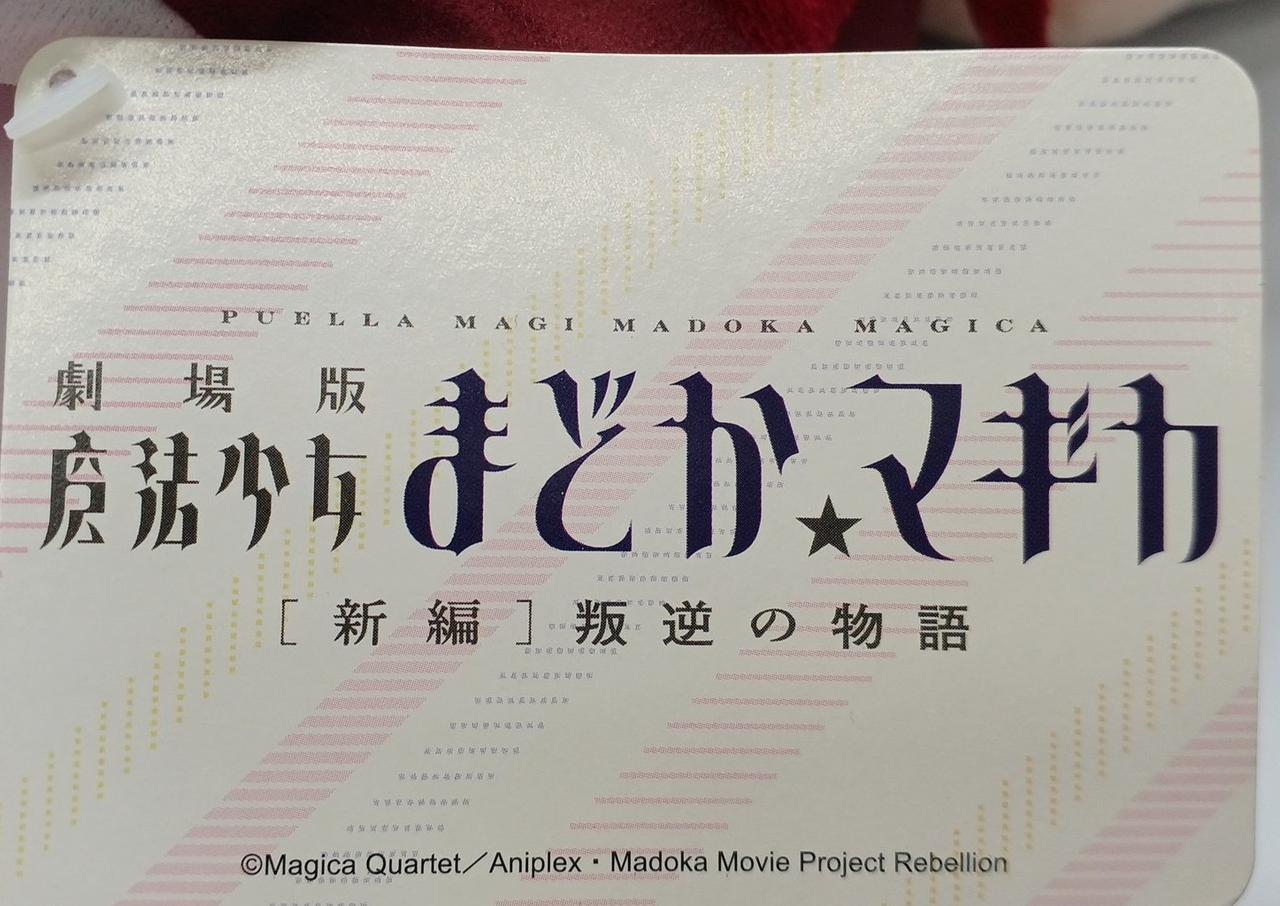 PUELLA MAGI MADOKA MAGICA
劇場版
魔法少女まどか★マギカ
[新編]叛逆の物語
©Magica Quartet／Aniplex・Madoka Movie Project Rebellion